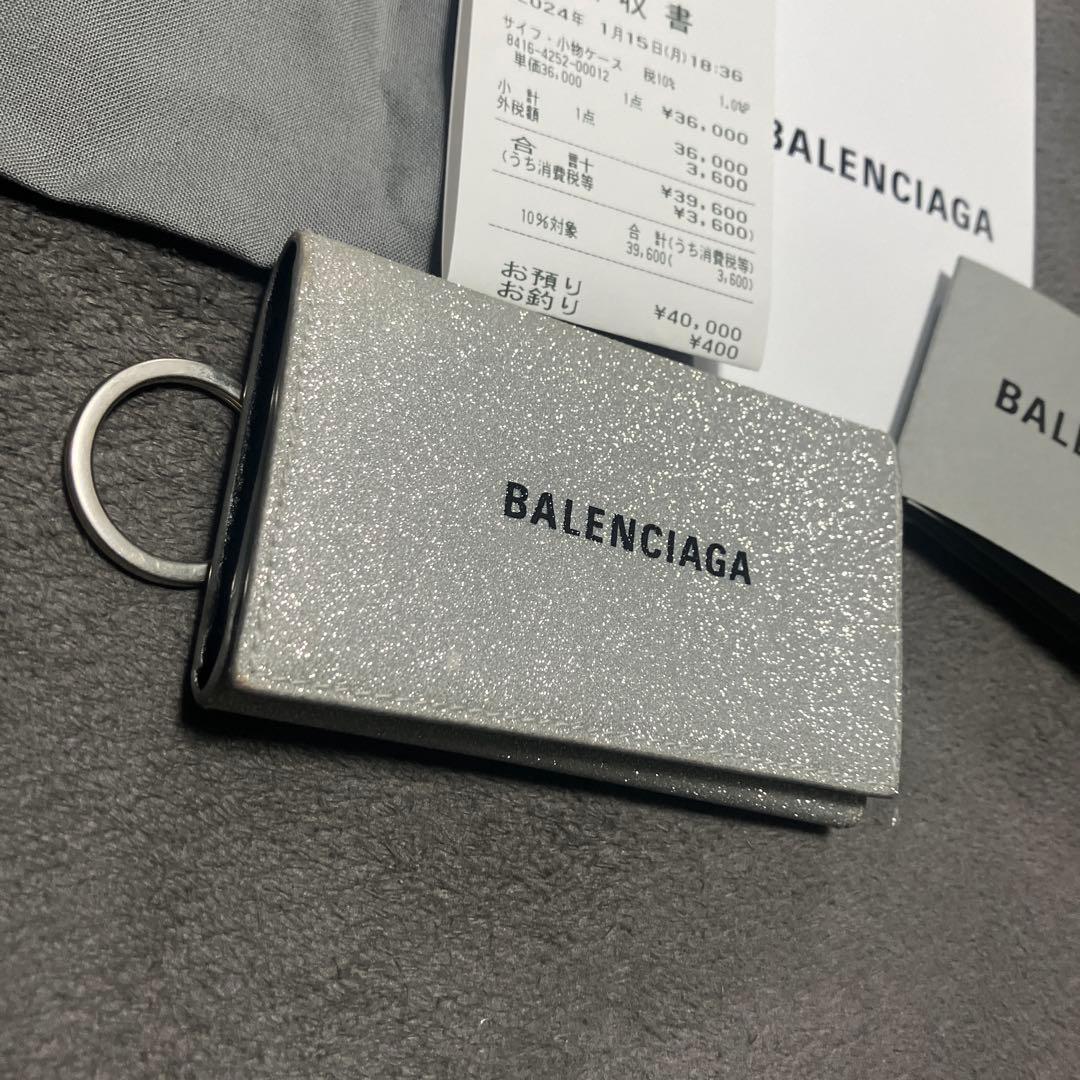 収書
2024年 1月15日(月)18:36
サイフ・小物ケース 税10%
8416-4252-00012 1.0%P
単価36,000 1点 ¥36,000
小 計 1点 36,000
外税額 3,600
合 計 ¥39,600
(うち消費税等 ¥3,600)
10%対象 合 計(うち消費税等)
39,600( 3,600)
お預り ¥40,000
お釣り ¥400
BALENCIAGA
BAL
BALENCIAGA